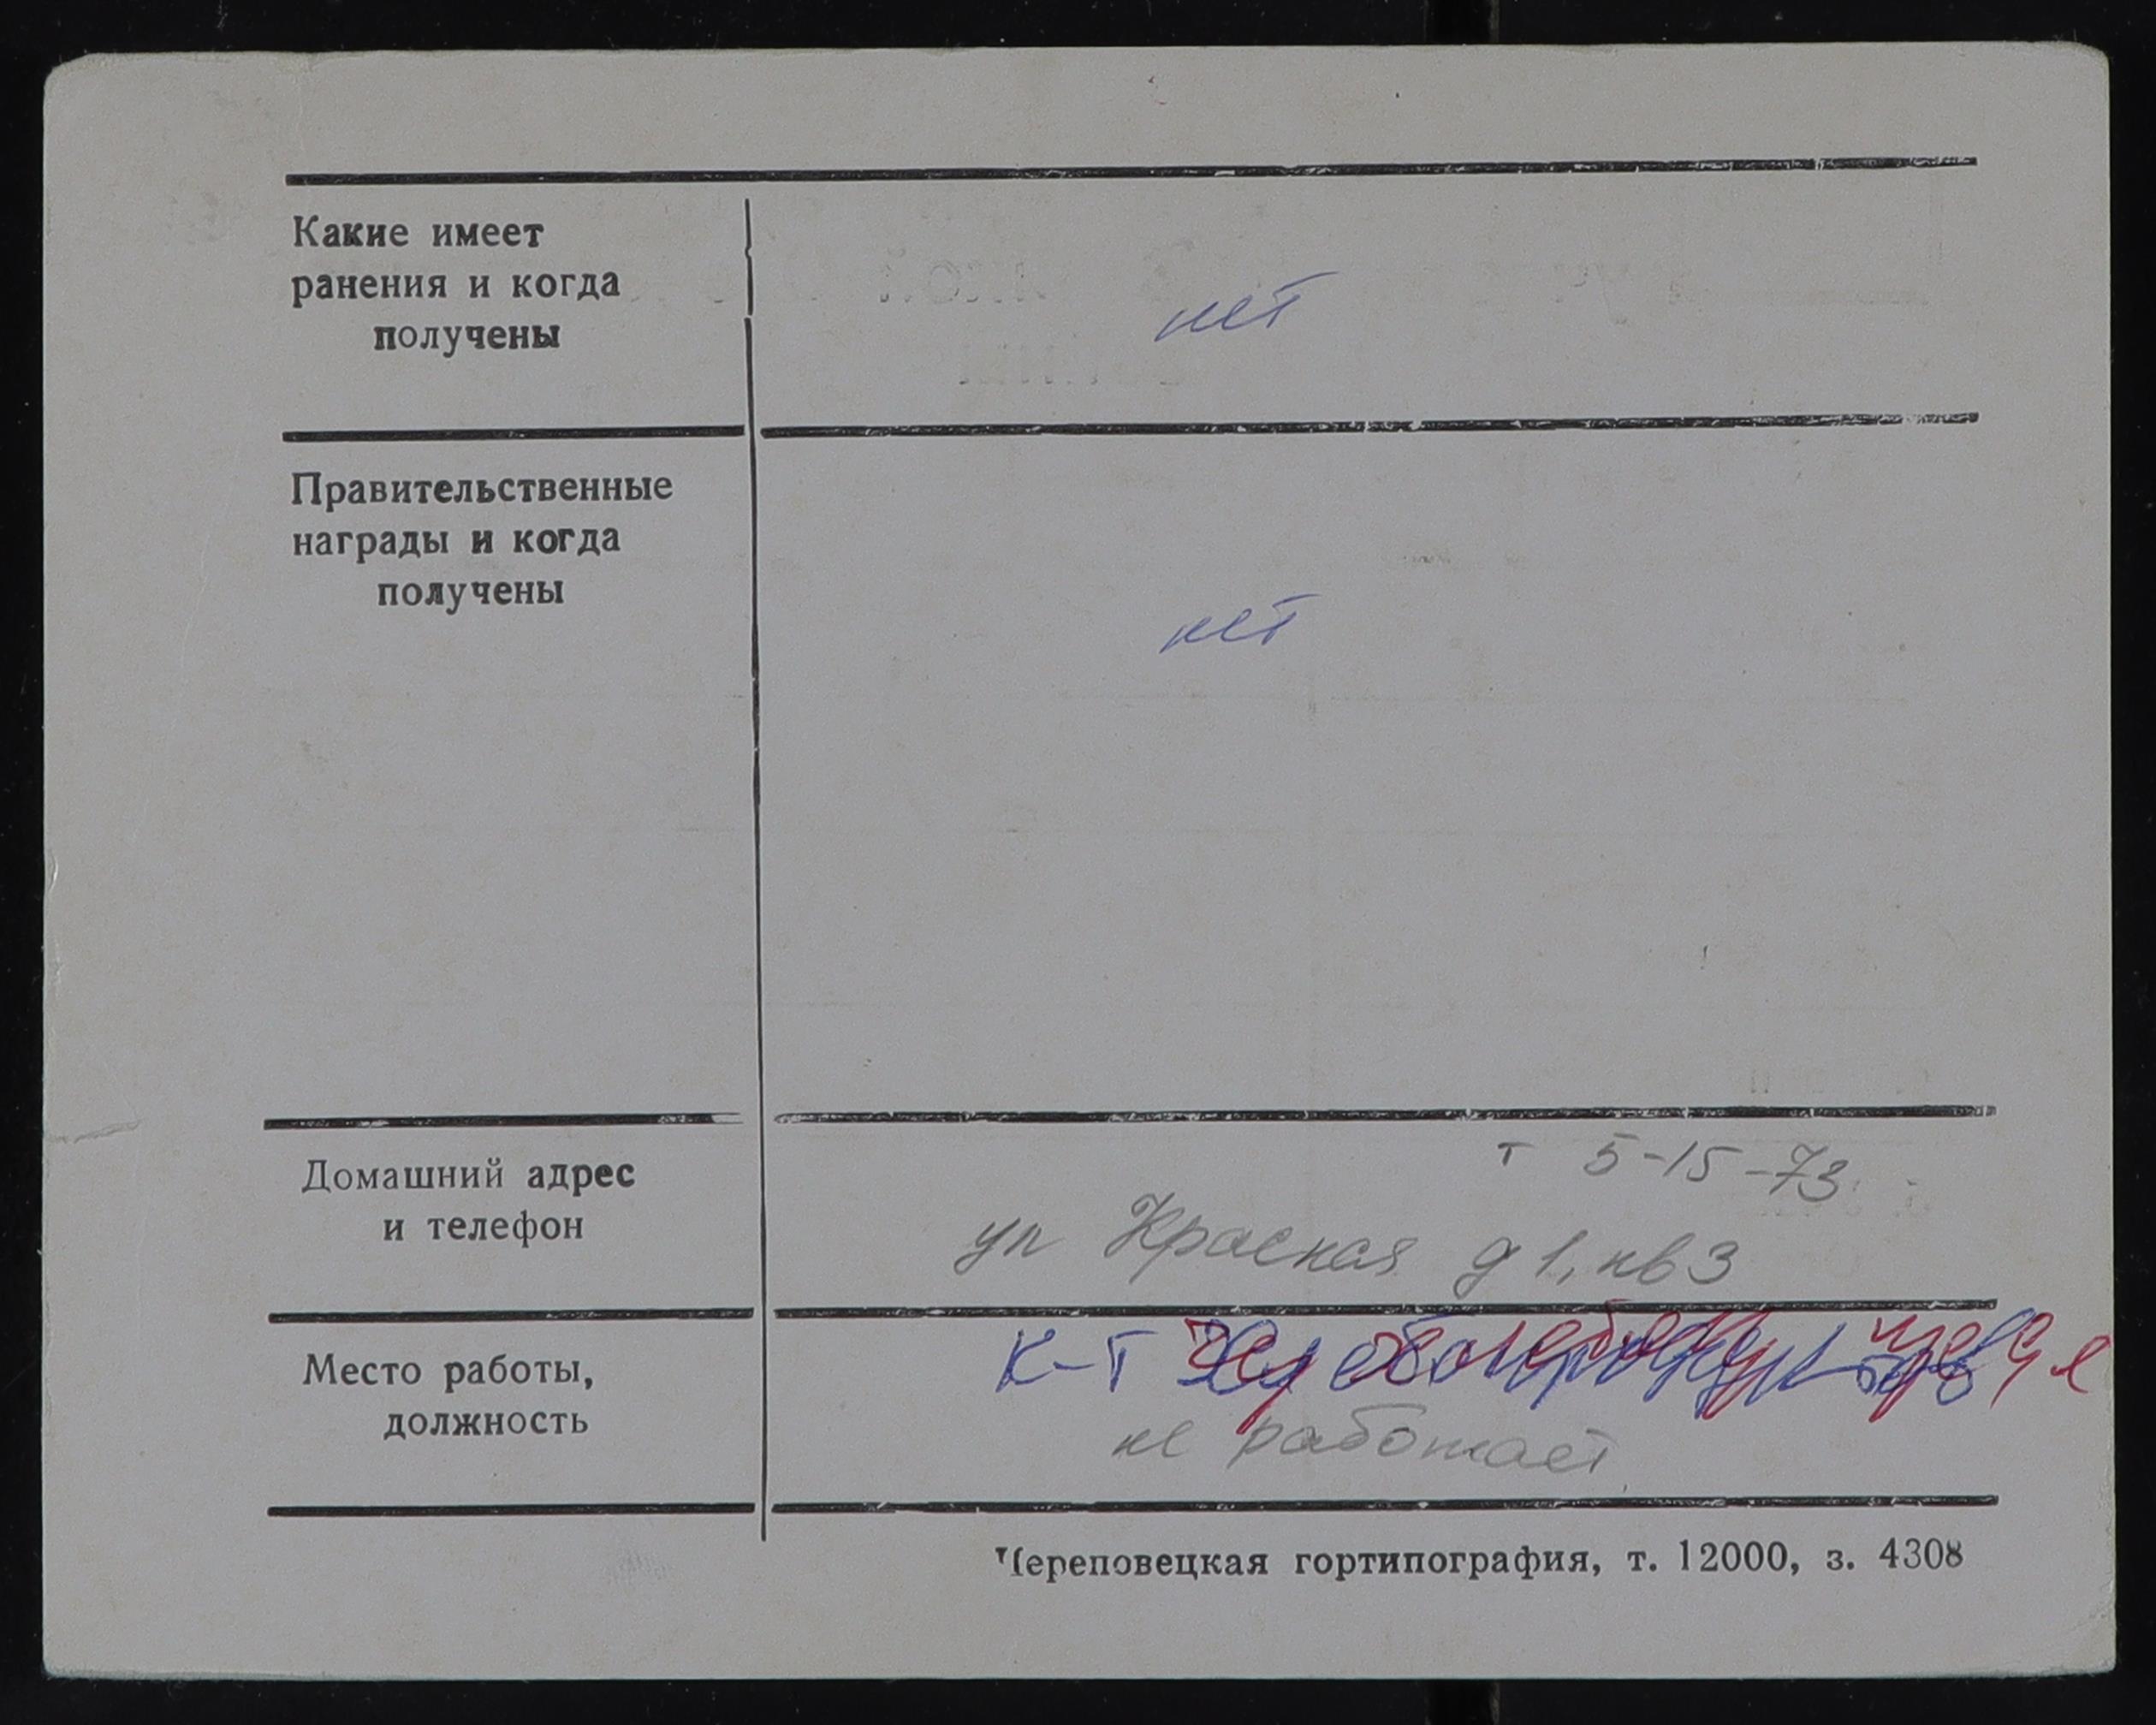 Какие имеет
ранения и когда
получены
нет
Правительственные
награды и когда
получены
нет
Домашний адрес
и телефон
т 5-15-73
ул Красная д 1, кв 3
Место работы,
должность
к-т
не работает
Череповецкая гортипография, т. 12000, з. 4308